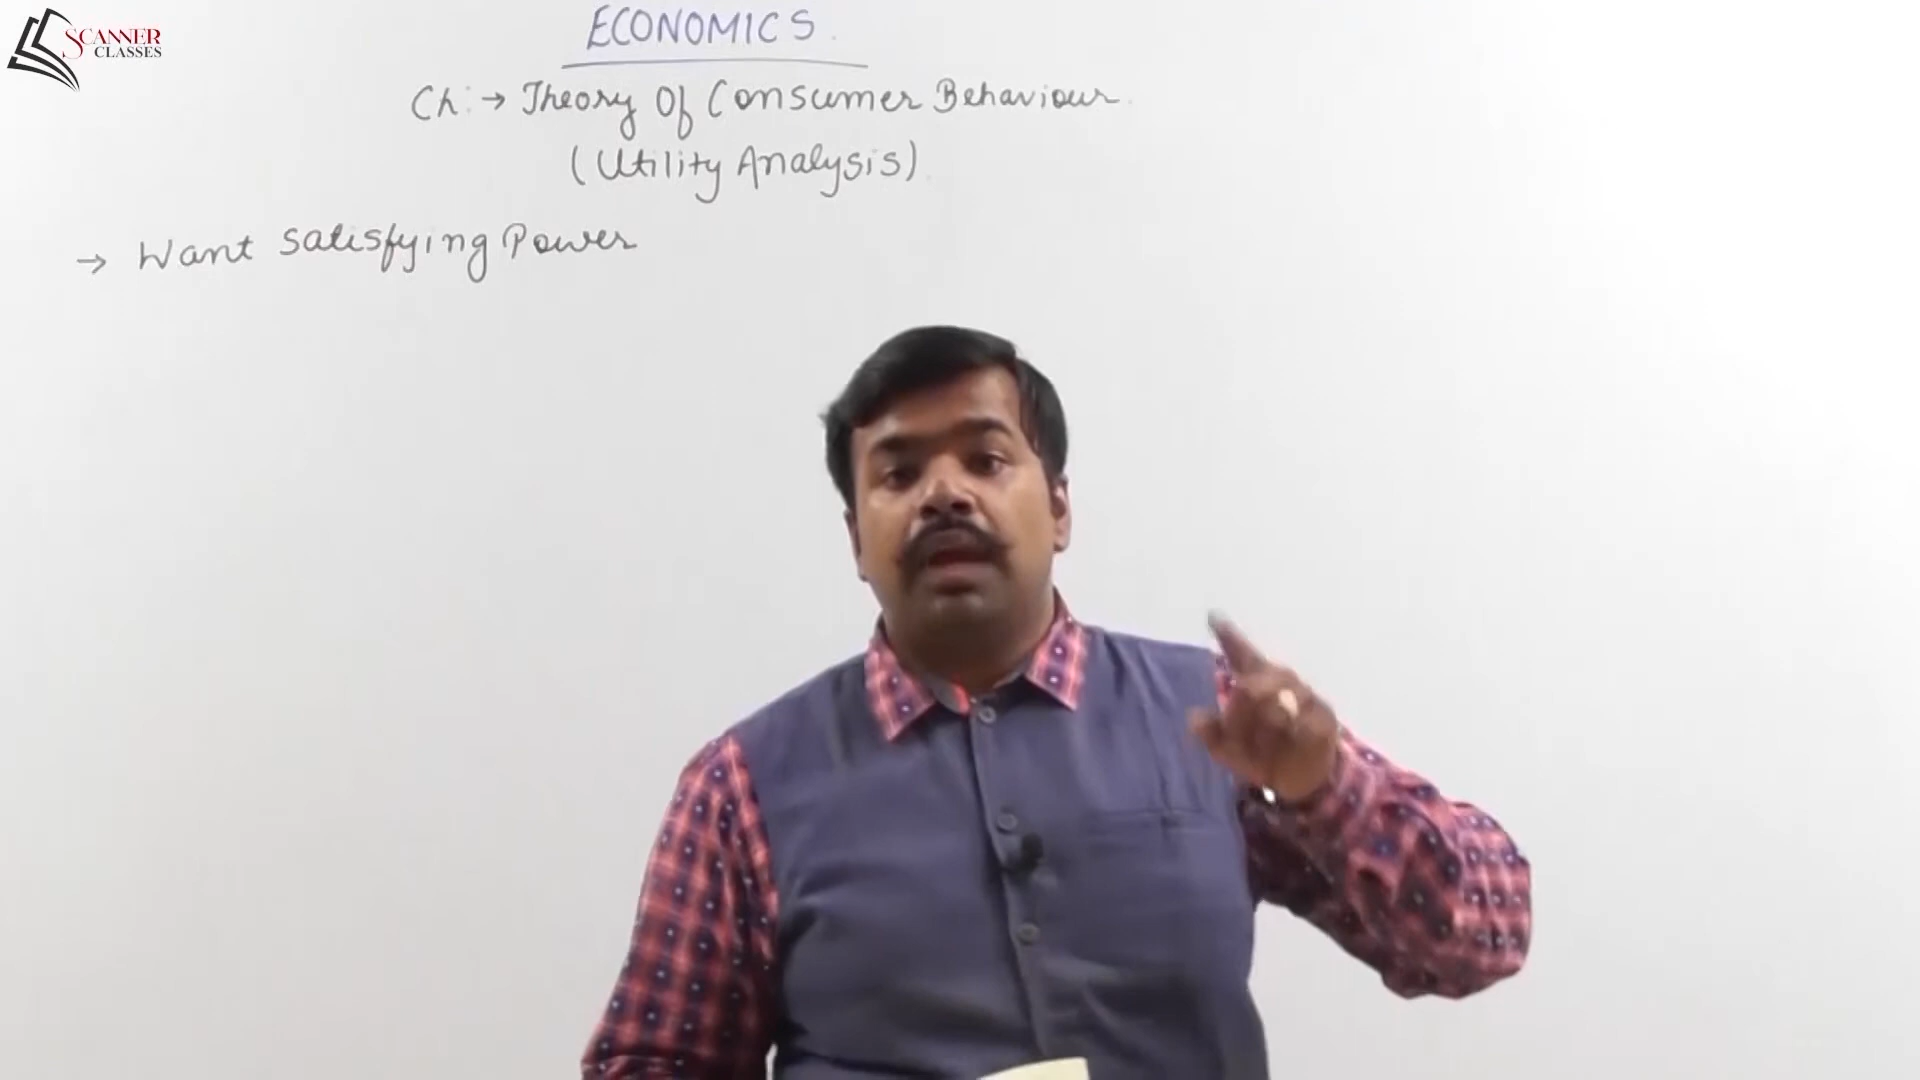 SCANNER
CLASSES
ECONOMICS.
Ch: → Theory Of Consumer Behaviour.
(Utility Analysis).
→ Want Satisfying Power